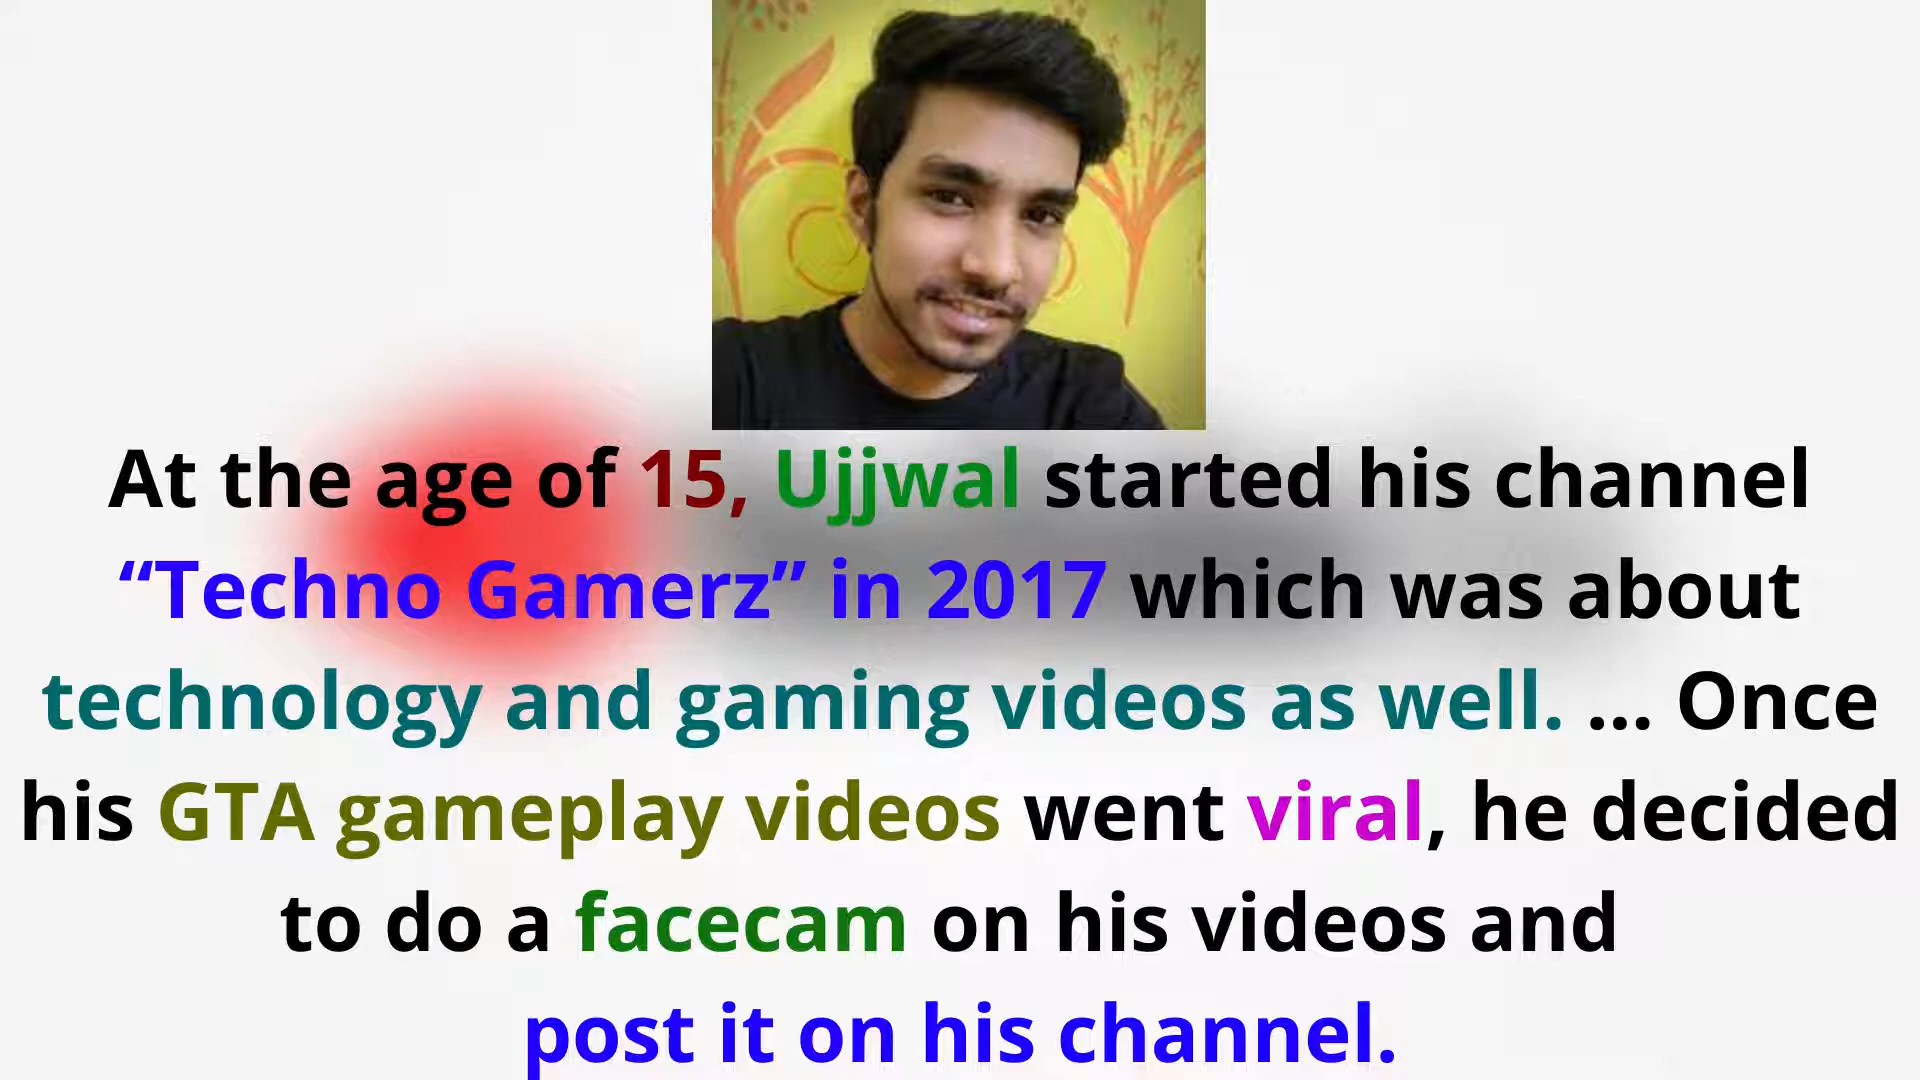 At the age of 15, Ujjwal started his channel
“Techno Gamerz” in 2017 which was about
technology and gaming videos as well. ... Once
his GTA gameplay videos went viral, he decided
to do a facecam on his videos and
post it on his channel.